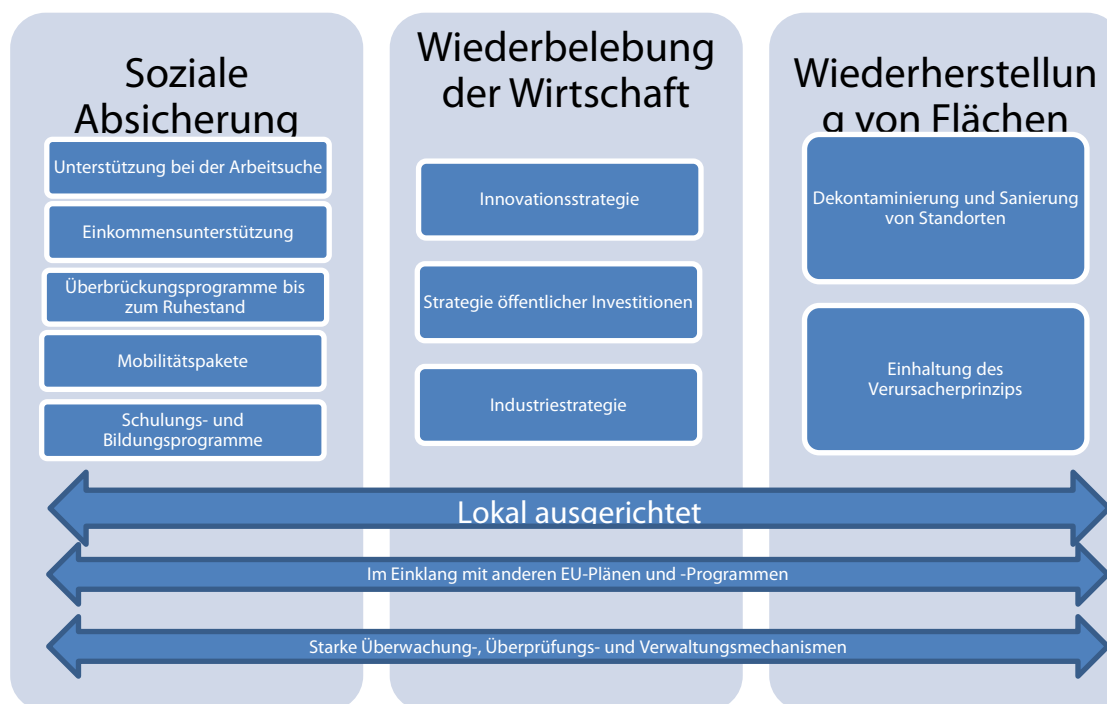 Soziale
Absicherung
Unterstützung bei der Arbeitsuche
Einkommensunterstützung
Überbrückungsprogramme bis
zum Ruhestand
Mobilitätspakete
Schulungs- und
Bildungsprogramme
Wiederbelebung
der Wirtschaft
Innovationsstrategie
Strategie öffentlicher Investitionen
Industriestrategie
Wiederherstellun
g von Flächen
Dekontaminierung und Sanierung
von Standorten
Einhaltung des
Verursacherprinzips
Lokal ausgerichtet
Im Einklang mit anderen EU-Plänen und -Programmen
Starke Überwachung-, Überprüfungs- und Verwaltungsmechanismen